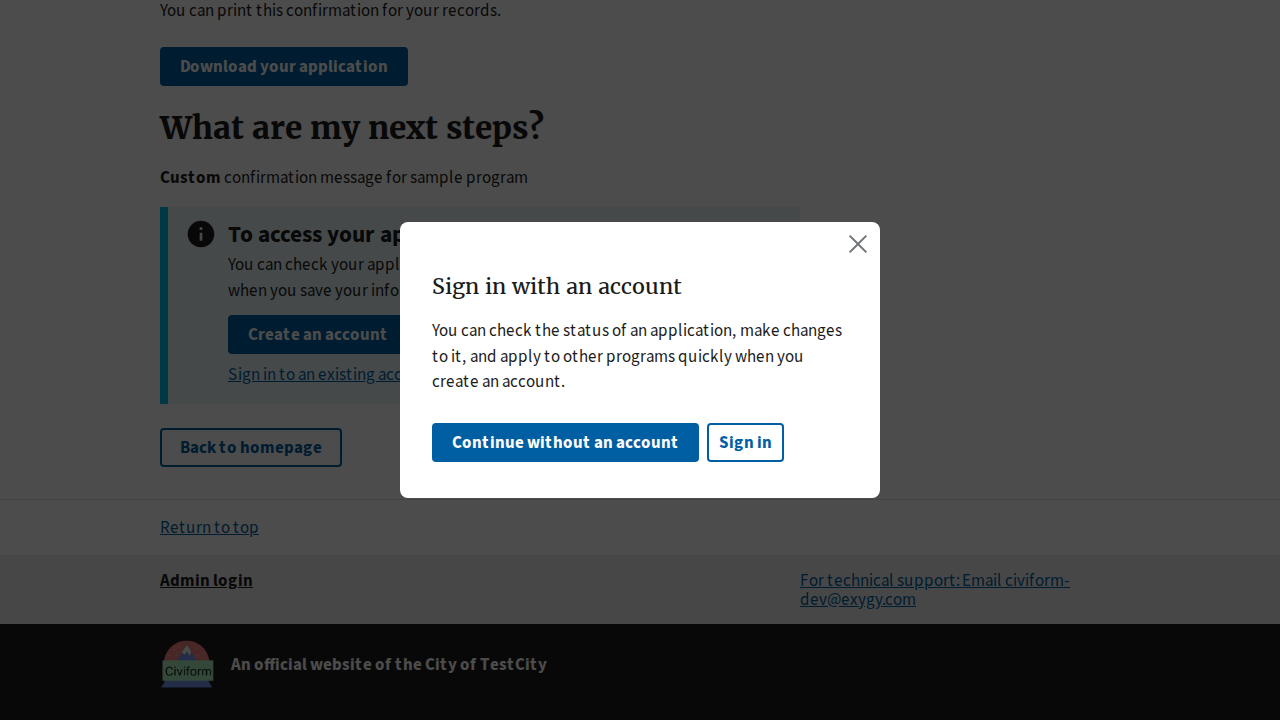 You can print this confirmation for your records.
Download your application
What are my next steps?
Custom confirmation message for sample program
To access your ap
You can check your appl
when you save your info
Create an account
Sign in to an existing acc
Back to homepage
Sign in with an account
You can check the status of an application, make changes
to it, and apply to other programs quickly when you
create an account.
Continue without an account
Sign in
Return to top
Admin login
For technical support: Email civiform-
dev@exygy.com
Civiform
An official website of the City of TestCity